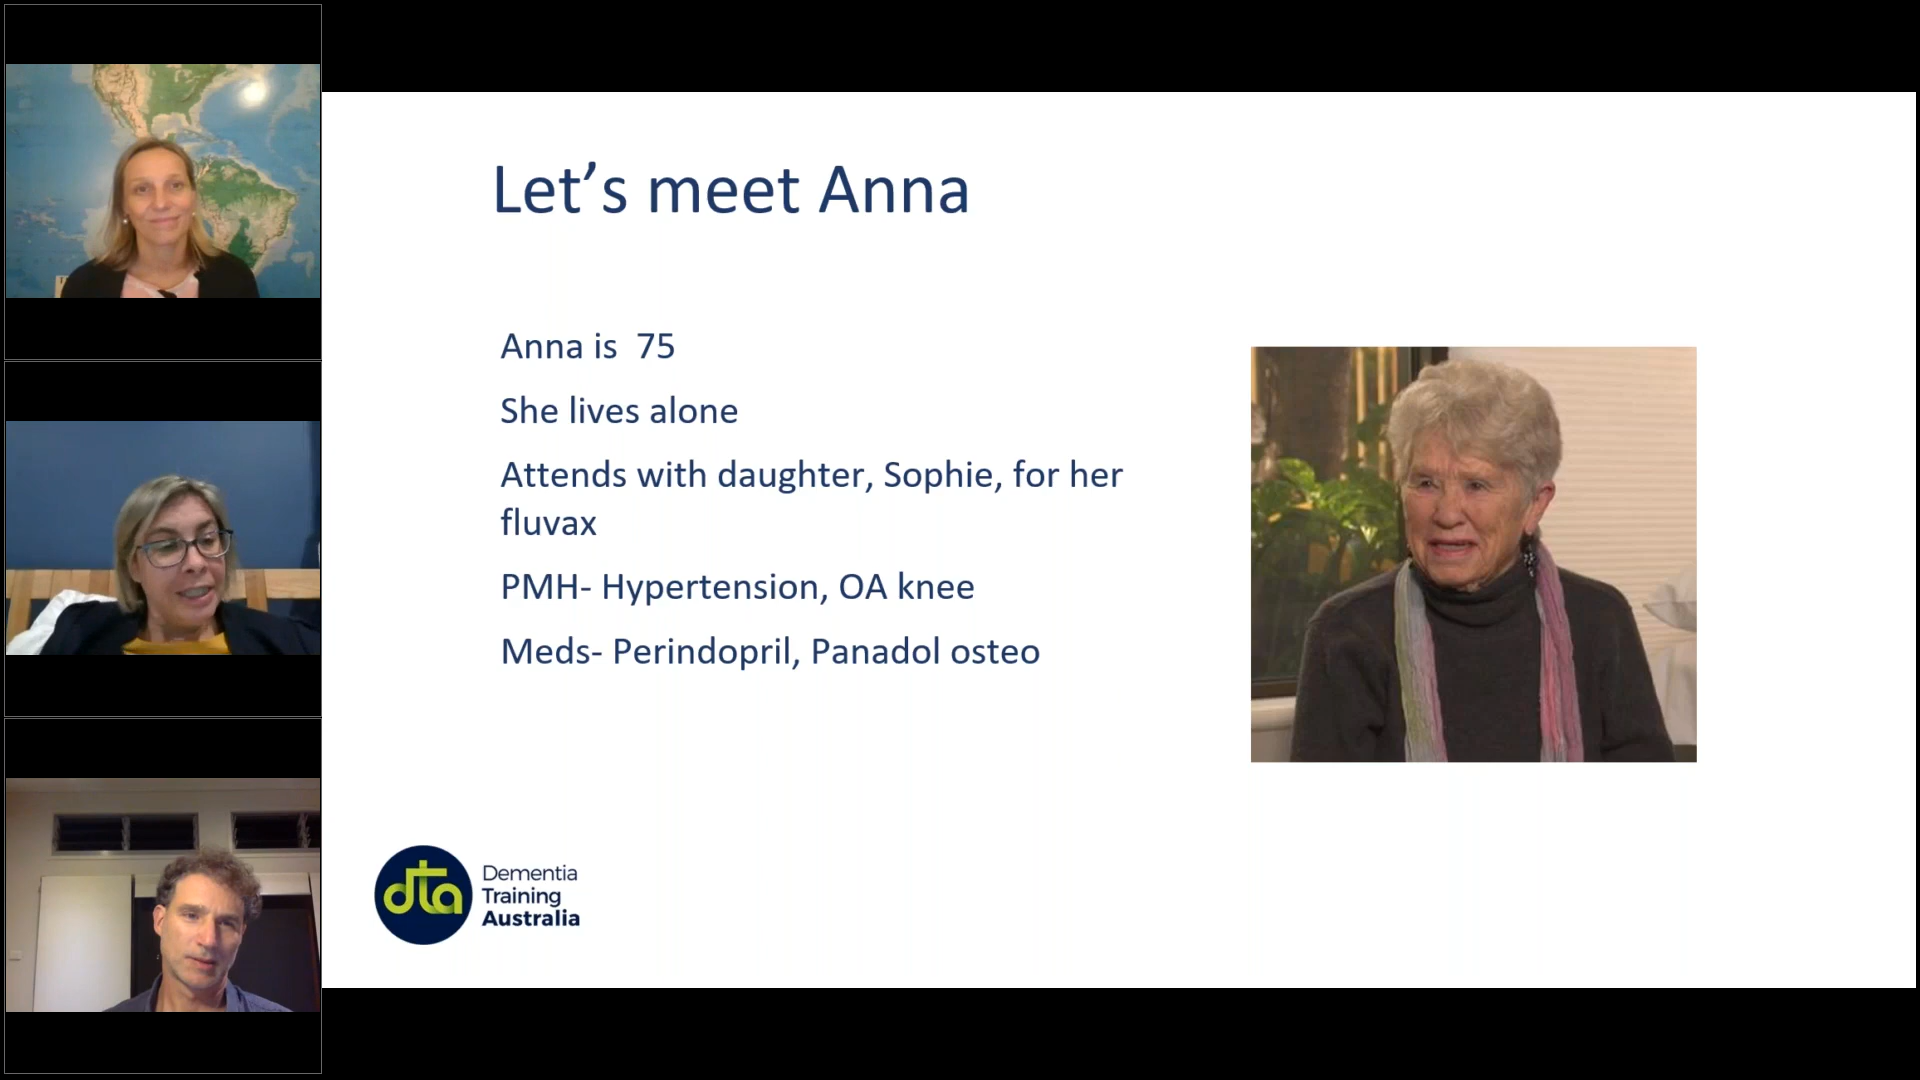 Let's meet Anna
Anna is  75
She lives alone
Attends with daughter, Sophie, for her
fluvax
PMH- Hypertension, OA knee
Meds- Perindopril, Panadol osteo
dta
Dementia
Training
Australia